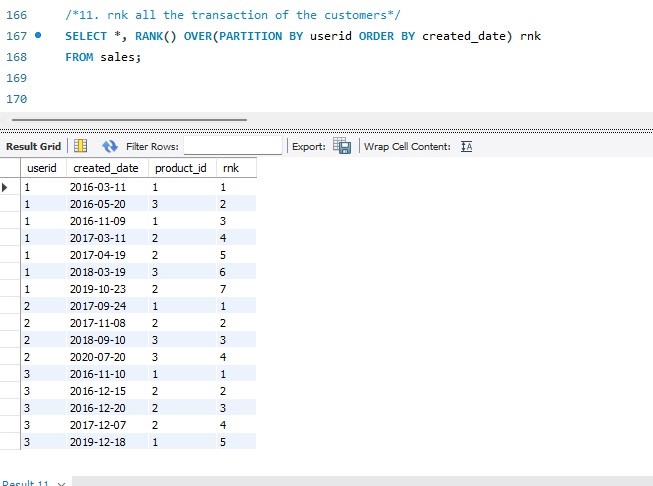 166 /*11. rnk all the transaction of the customers*/
167 SELECT *, RANK() OVER(PARTITION BY userid ORDER BY created_date) rnk
168 FROM sales;
169
170
Result Grid Filter Rows: Export: Wrap Cell Content: IA
userid created_date product_id rnk
1 2016-03-11 1 1
1 2016-05-20 3 2
1 2016-11-09 1 3
1 2017-03-11 2 4
1 2017-04-19 2 5
1 2018-03-19 3 6
1 2019-10-23 2 7
2 2017-09-24 1 1
2 2017-11-08 2 2
2 2018-09-10 3 3
2 2020-07-20 3 4
3 2016-11-10 1 1
3 2016-12-15 2 2
3 2016-12-20 2 3
3 2017-12-07 2 4
3 2019-12-18 1 5
Result 11